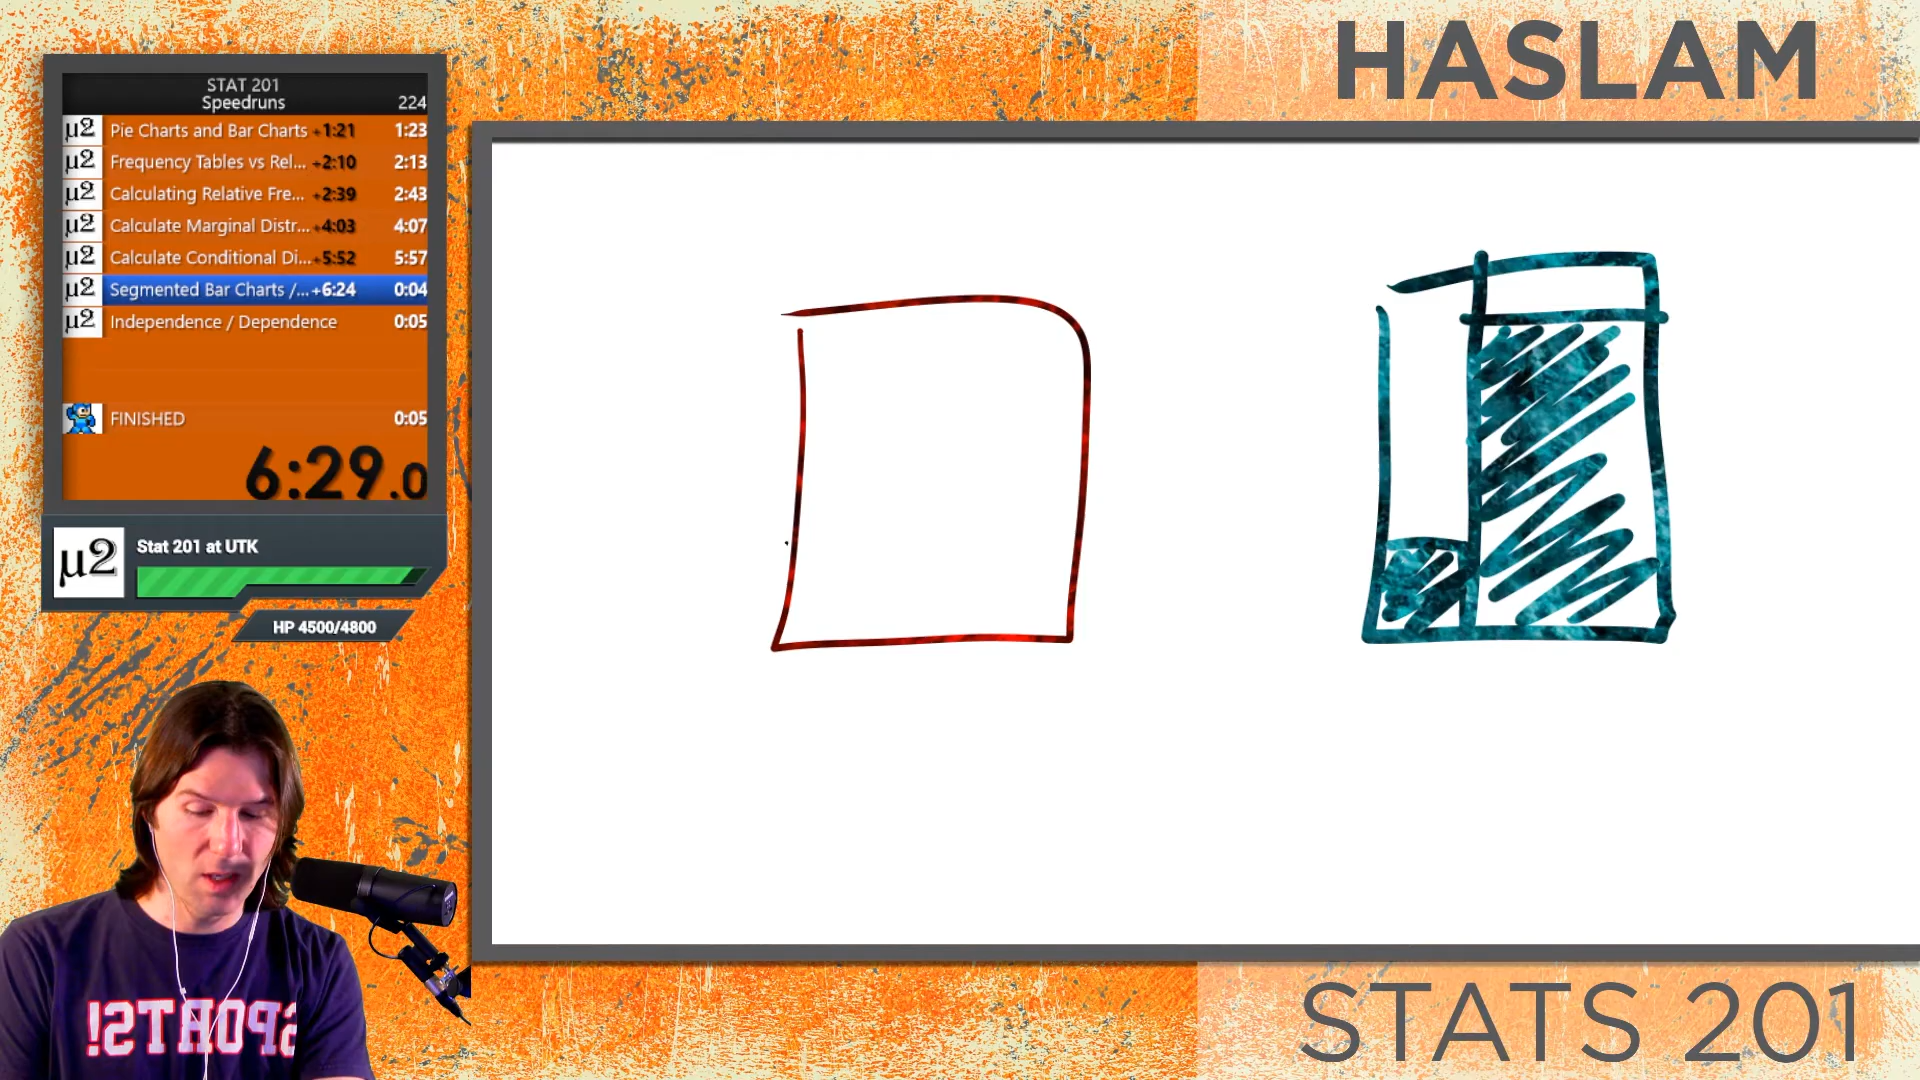 HASLAM
STAT 201
Speedruns 224
μ2 Pie Charts and Bar Charts +1:21 1:23
μ2 Frequency Tables vs Rel... +2:10 2:13
μ2 Calculating Relative Fre... +2:39 2:43
μ2 Calculate Marginal Distr... +4:03 4:07
μ2 Calculate Conditional Di... +5:52 5:57
μ2 Segmented Bar Charts /... +6:24 0:04
μ2 Independence / Dependence 0:05
FINISHED 0:05
6:29.0
μ2 Stat 201 at UTK
HP 4500/4800
SPORTS!
STATS 201